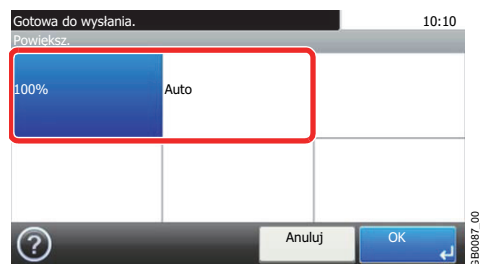 Gotowa do wysłania. 10:10
Powiększ.
100% Auto
? Anuluj OK
GB0087_00